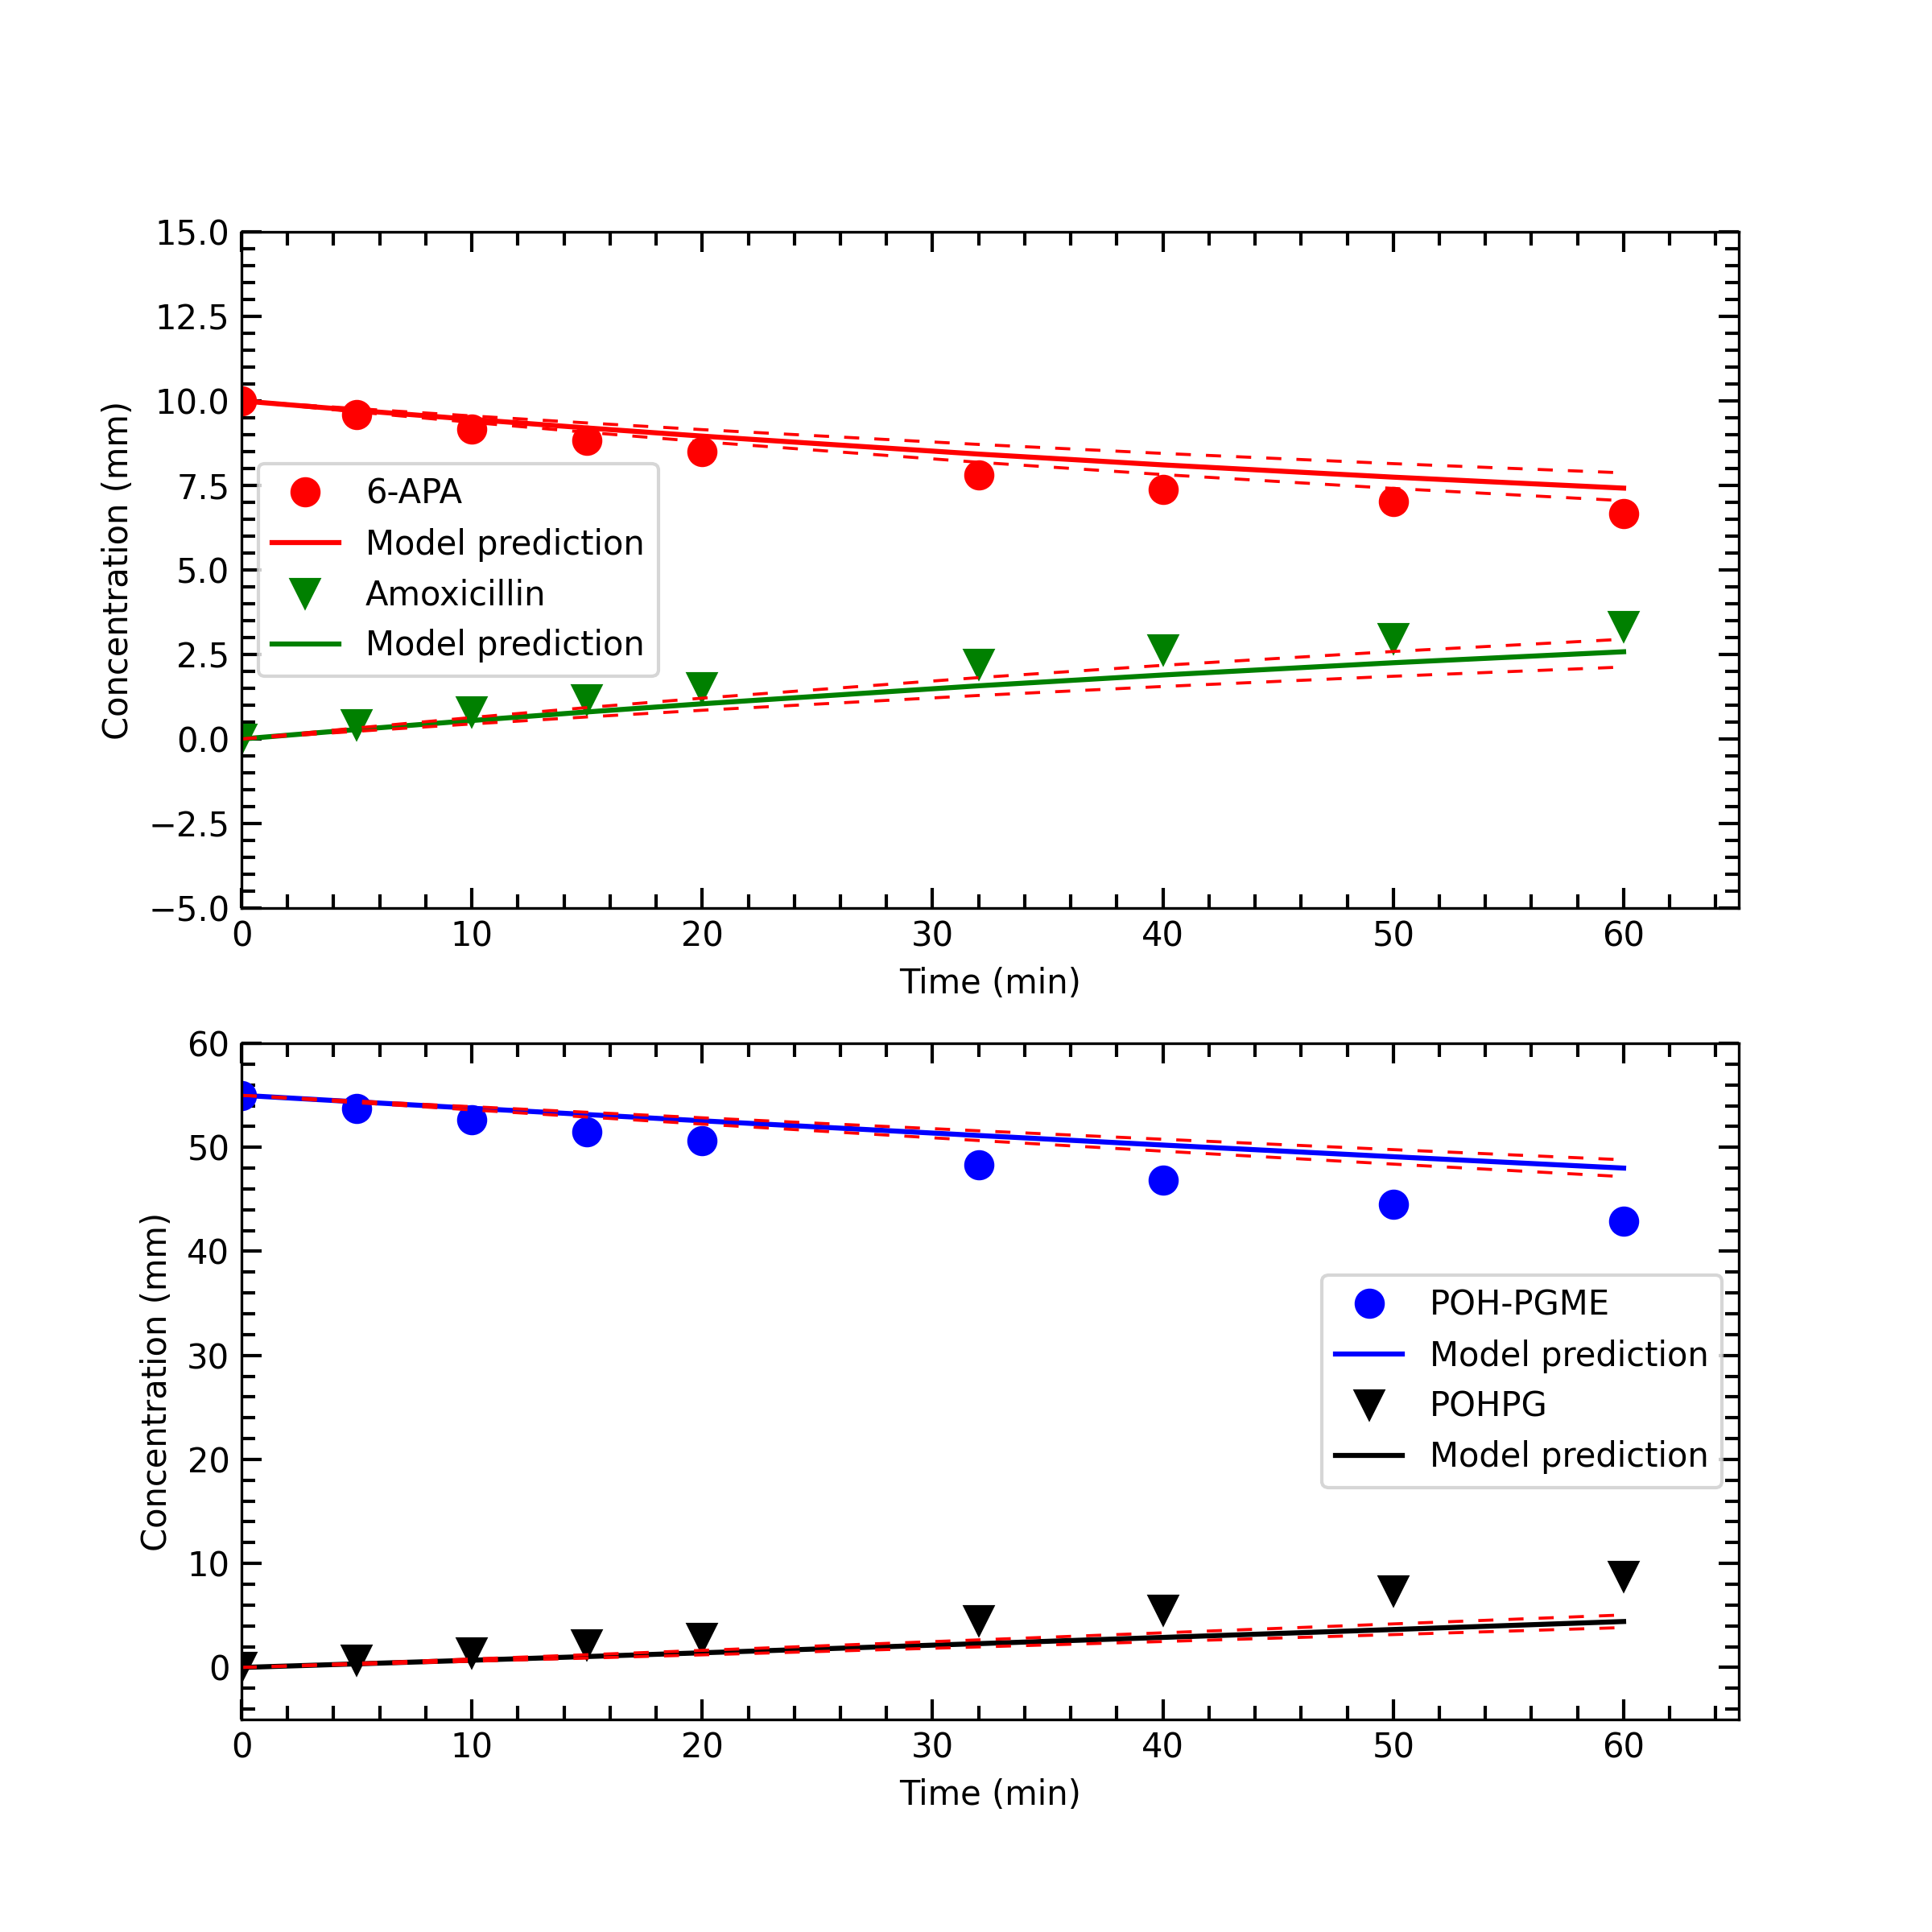 15.0
12.5
10.0
7.5
5.0
2.5
0.0
−2.5
−5.0
Concentration (mm)
6-APA
Model prediction
Amoxicillin
Model prediction
0 10 20 30 40 50 60
Time (min)
60
50
40
30
20
10
0
Concentration (mm)
POH-PGME
Model prediction
POHPG
Model prediction
0 10 20 30 40 50 60
Time (min)